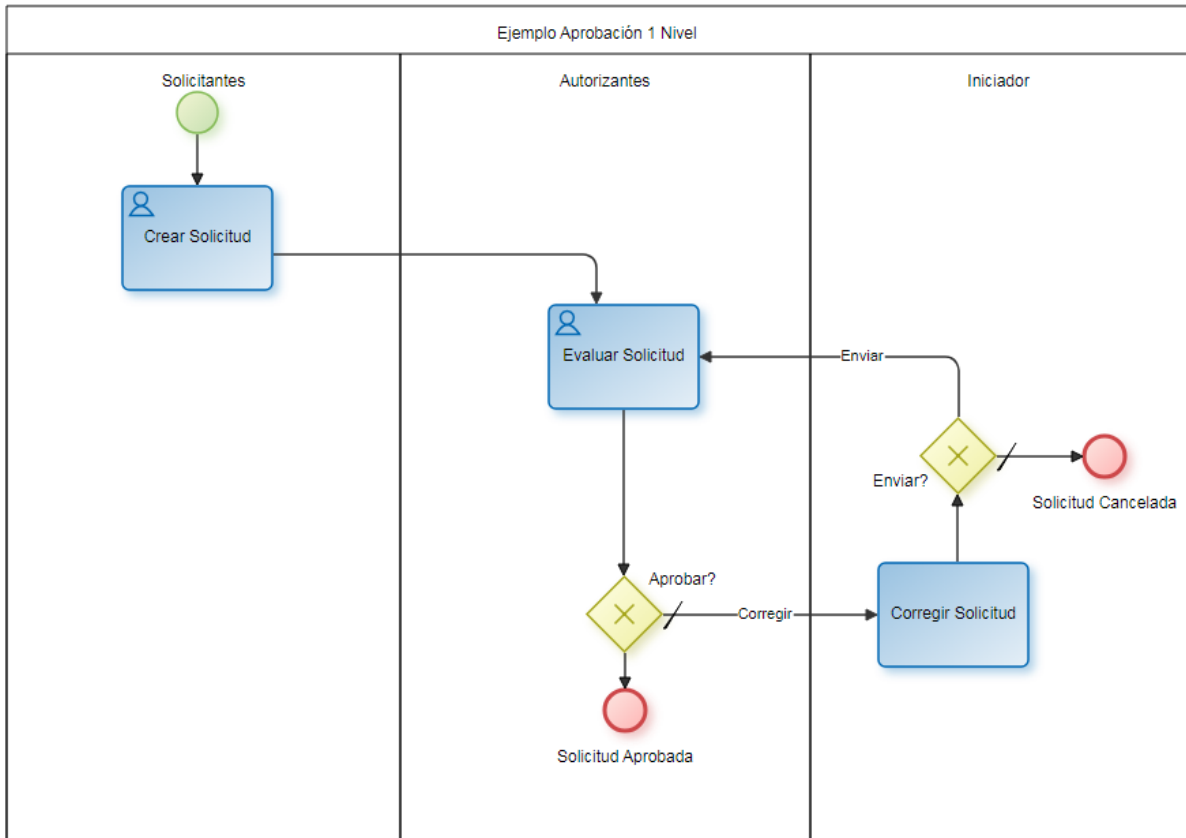 Ejemplo Aprobación 1 Nivel
Solicitantes
Autorizantes
Iniciador
Crear Solicitud
Evaluar Solicitud
Enviar
Enviar?
Solicitud Cancelada
Aprobar?
Corregir
Corregir Solicitud
Solicitud Aprobada